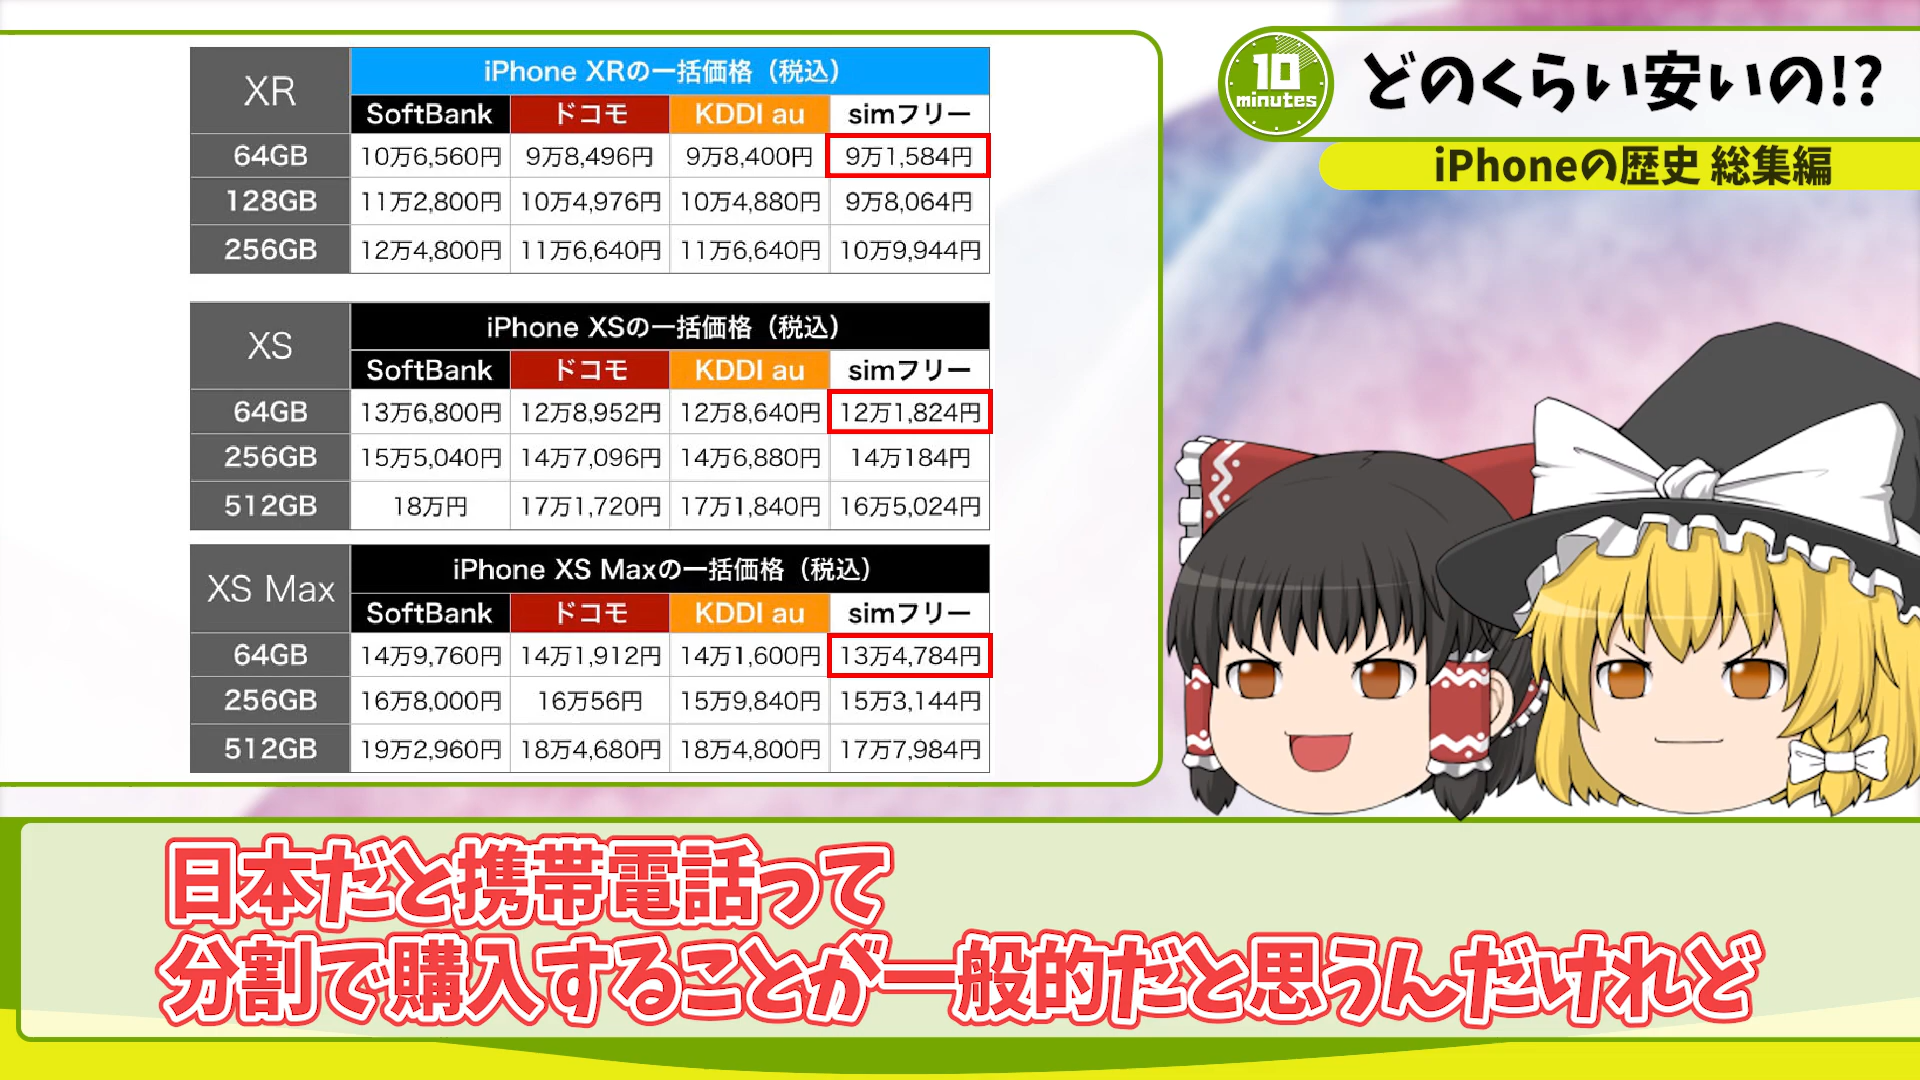 XR
iPhone XRの一括価格（税込）
SoftBank ドコモ KDDI au simフリー
64GB 10万6,560円 9万8,496円 9万8,400円 9万1,584円
128GB 11万2,800円 10万4,976円 10万4,880円 9万8,064円
256GB 12万4,800円 11万6,640円 11万6,640円 10万9,944円
XS
iPhone XSの一括価格（税込）
SoftBank ドコモ KDDI au simフリー
64GB 13万6,800円 12万8,952円 12万8,640円 12万1,824円
256GB 15万5,040円 14万7,096円 14万6,880円 14万184円
512GB 18万円 17万1,720円 17万1,840円 16万5,024円
XS Max
iPhone XS Maxの一括価格（税込）
SoftBank ドコモ KDDI au simフリー
64GB 14万9,760円 14万1,912円 14万1,600円 13万4,784円
256GB 16万8,000円 16万56円 15万9,840円 15万3,144円
512GB 19万2,960円 18万4,680円 18万4,800円 17万7,984円
10
minutes
どのくらい安いの!?
iPhoneの歴史 総集編
日本だと携帯電話って
分割で購入することが一般的だと思うんだけれど